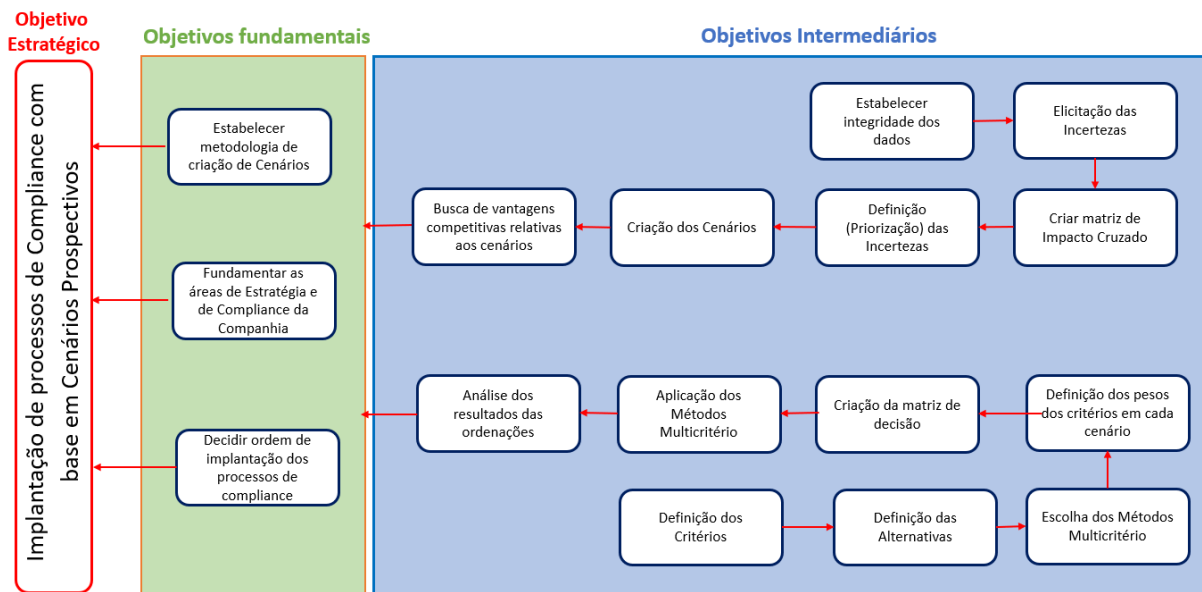 Objetivo
Estratégico
Implantação de processos de Compliance com
base em Cenários Prospectivos
Objetivos fundamentais
Estabelecer
metodologia de
criação de Cenários
Fundamentar as
áreas de Estratégia e
de Compliance da
Companhia
Decidir ordem de
implantação dos
processos de
compliance
Objetivos Intermediários
Estabelecer
integridade dos
dados
Elicitação das
Incertezas
Busca de vantagens
competitivas relativas
aos cenários
Criação dos Cenários
Definição
(Priorização) das
Incertezas
Criar matriz de
Impacto Cruzado
Análise dos
resultados das
ordenações
Aplicação dos
Métodos
Multicritério
Criação da matriz de
decisão
Definição dos pesos
dos critérios em cada
cenário
Definição dos
Critérios
Definição das
Alternativas
Escolha dos Métodos
Multicritério